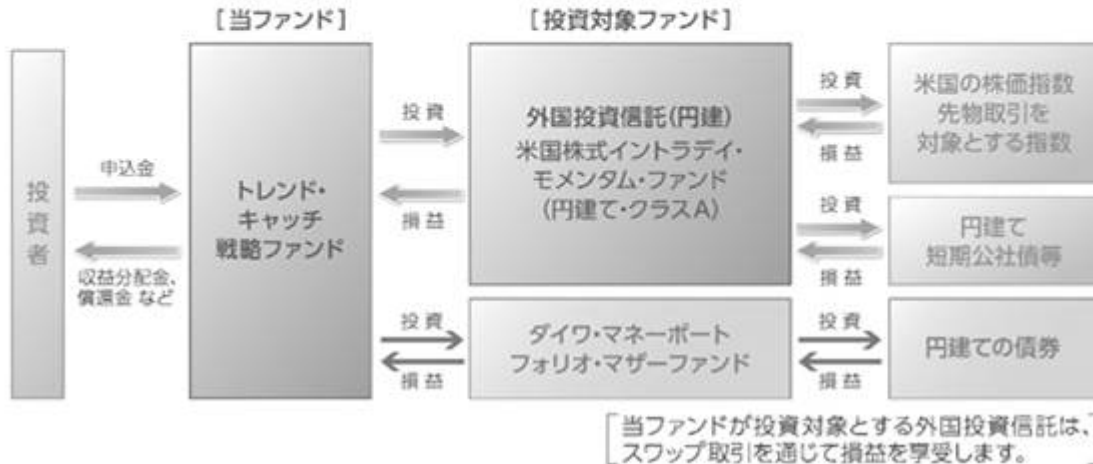 [当ファンド]
[投資対象ファンド]
投資者
申込金
収益分配金、
償還金 など
トレンド・
キャッチ
戦略ファンド
投資
損益
外国投資信託(円建)
米国株式イントラデイ・
モメンタム・ファンド
(円建て・クラスA)
投資
損益
米国の株価指数
先物取引を
対象とする指数
投資
損益
円建て
短期公社債等
投資
損益
ダイワ・マネーポート
フォリオ・マザーファンド
投資
損益
円建ての債券
当ファンドが投資対象とする外国投資信託は、
スワップ取引を通じて損益を享受します。